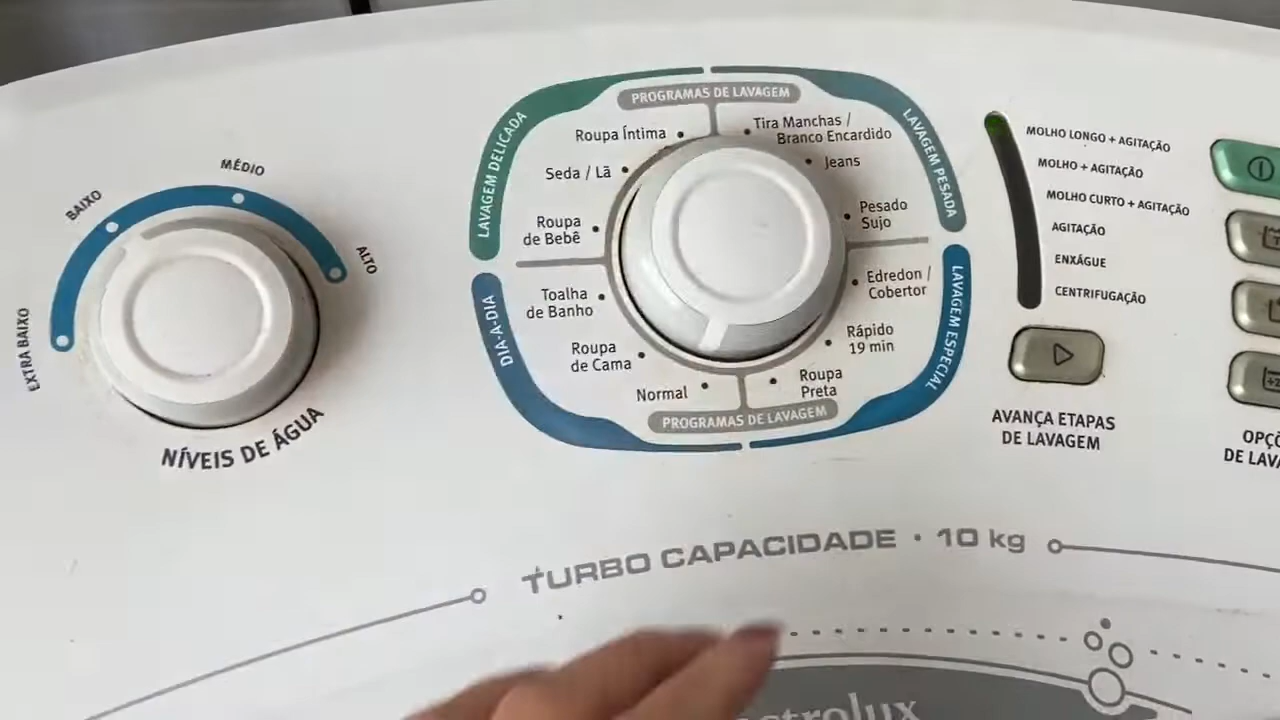 EXTRA BAIXO
BAIXO
MÉDIO
ALTO
NÍVEIS DE ÁGUA
PROGRAMAS DE LAVAGEM
LAVAGEM DELICADA
Roupa Íntima
Seda / Lã
Roupa
de Bebê
LAVAGEM PESADA
Tira Manchas /
Branco Encardido
Jeans
Pesado
Sujo
DIA-A-DIA
Toalha
de Banho
Roupa
de Cama
Normal
LAVAGEM ESPECIAL
Edredon /
Cobertor
Rápido
19 min
Roupa
Preta
PROGRAMAS DE LAVAGEM
MOLHO LONGO + AGITAÇÃO
MOLHO + AGITAÇÃO
MOLHO CURTO + AGITAÇÃO
AGITAÇÃO
ENXÁGUE
CENTRIFUGAÇÃO
AVANÇA ETAPAS
DE LAVAGEM
TURBO CAPACIDADE • 10 kg